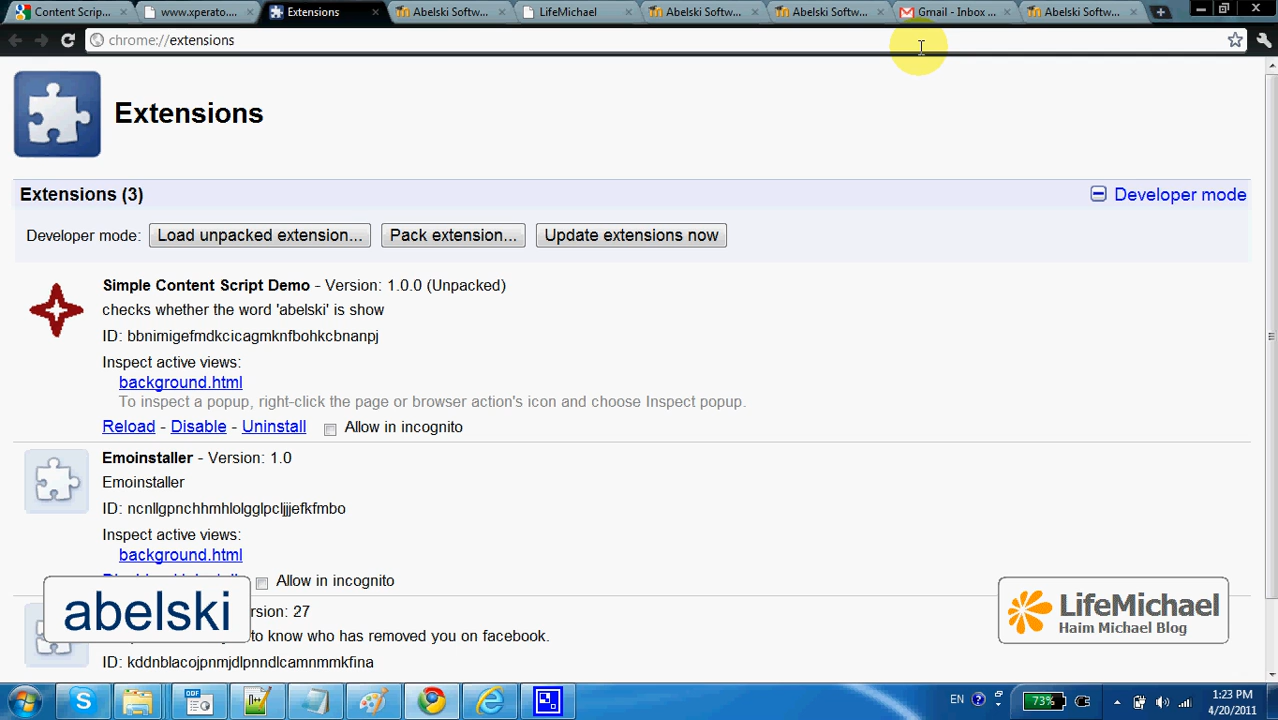 Content Scrip...
www.xperato....
Extensions
Abelski Softw...
LifeMichael
Abelski Softw...
Abelski Softw...
Gmail - Inbox ...
Abelski Softw...
chrome://extensions
Extensions
Extensions (3)
Developer mode
Developer mode:
Load unpacked extension...
Pack extension...
Update extensions now
Simple Content Script Demo - Version: 1.0.0 (Unpacked)
checks whether the word 'abelski' is show
ID: bbnimigefmdkcicagmknfbohkcbnanpj
Inspect active views:
background.html
To inspect a popup, right-click the page or browser action's icon and choose Inspect popup.
Reload - Disable - Uninstall
Allow in incognito
Emoinstaller - Version: 1.0
Emoinstaller
ID: ncnllgpnchhmhlolgglpcljjjefkfmbo
Inspect active views:
background.html
Allow in incognito
abelski
ersion: 27
to know who has removed you on facebook.
ID: kddnblacojpnmjdlpnndlcamnmmkfina
LifeMichael
Haim Michael Blog
EN
73%
1:23 PM
4/20/2011